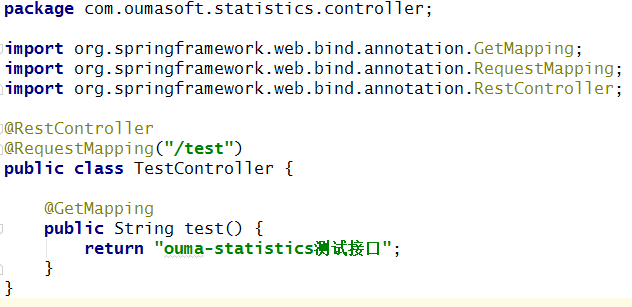 package com.oumasoft.statistics.controller;
import org.springframework.web.bind.annotation.GetMapping;
import org.springframework.web.bind.annotation.RequestMapping;
import org.springframework.web.bind.annotation.RestController;
@RestController
@RequestMapping("/test")
public class TestController {
@GetMapping
public String test() {
return "ouma-statistics测试接口";
}
}